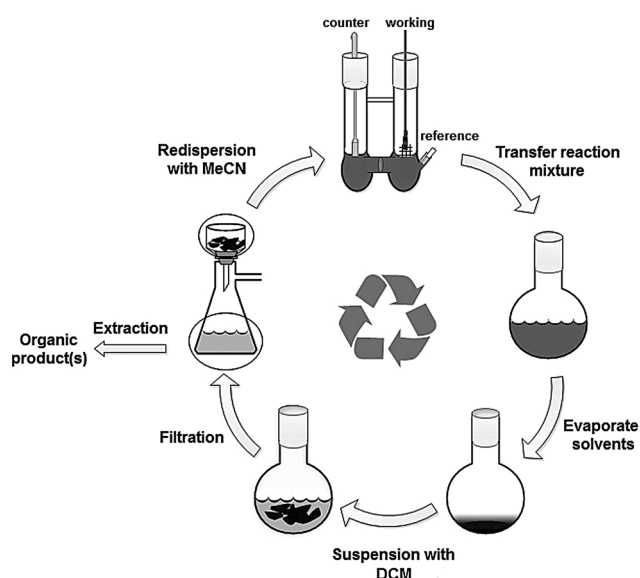 counter
working
reference
Redispersion
with MeCN
Transfer reaction
mixture
Organic
product(s)
Extraction
Evaporate
solvents
Filtration
Suspension with
DCM